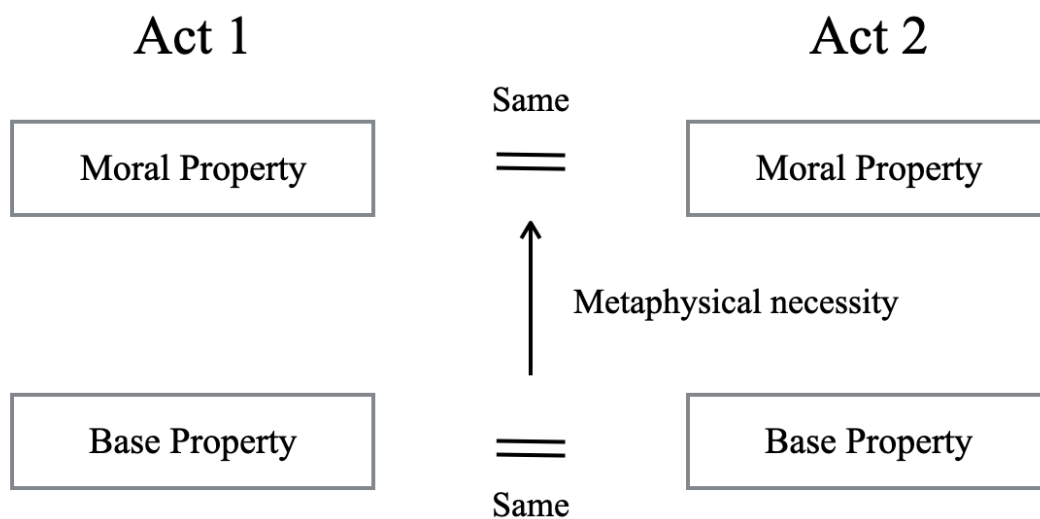 Act 1
Act 2
Same
Moral Property
Moral Property
Metaphysical necessity
Base Property
Base Property
Same